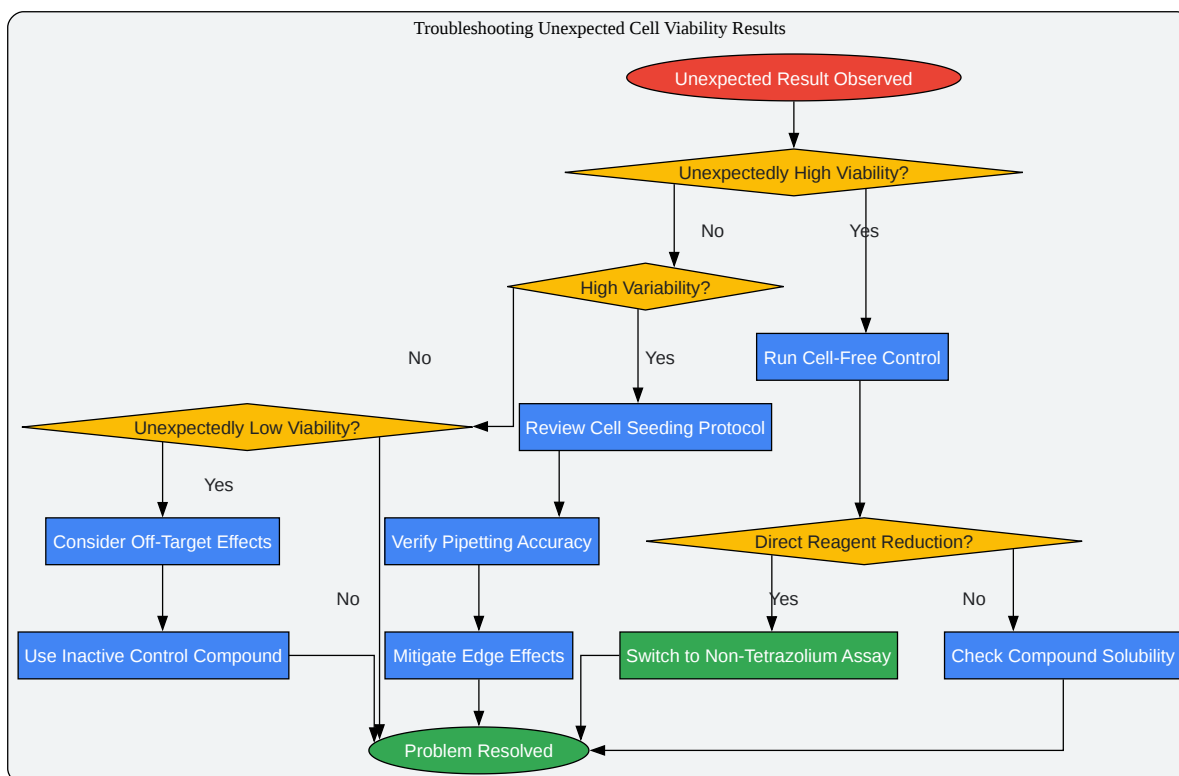 Troubleshooting Unexpected Cell Viability Results
Unexpected Result Observed
Unexpectedly High Viability?
No
Yes
High Variability?
Run Cell-Free Control
No
Yes
Unexpectedly Low Viability?
Review Cell Seeding Protocol
Yes
Consider Off-Target Effects
Verify Pipetting Accuracy
Direct Reagent Reduction?
No
Yes
No
Use Inactive Control Compound
Mitigate Edge Effects
Switch to Non-Tetrazolium Assay
Check Compound Solubility
Problem Resolved